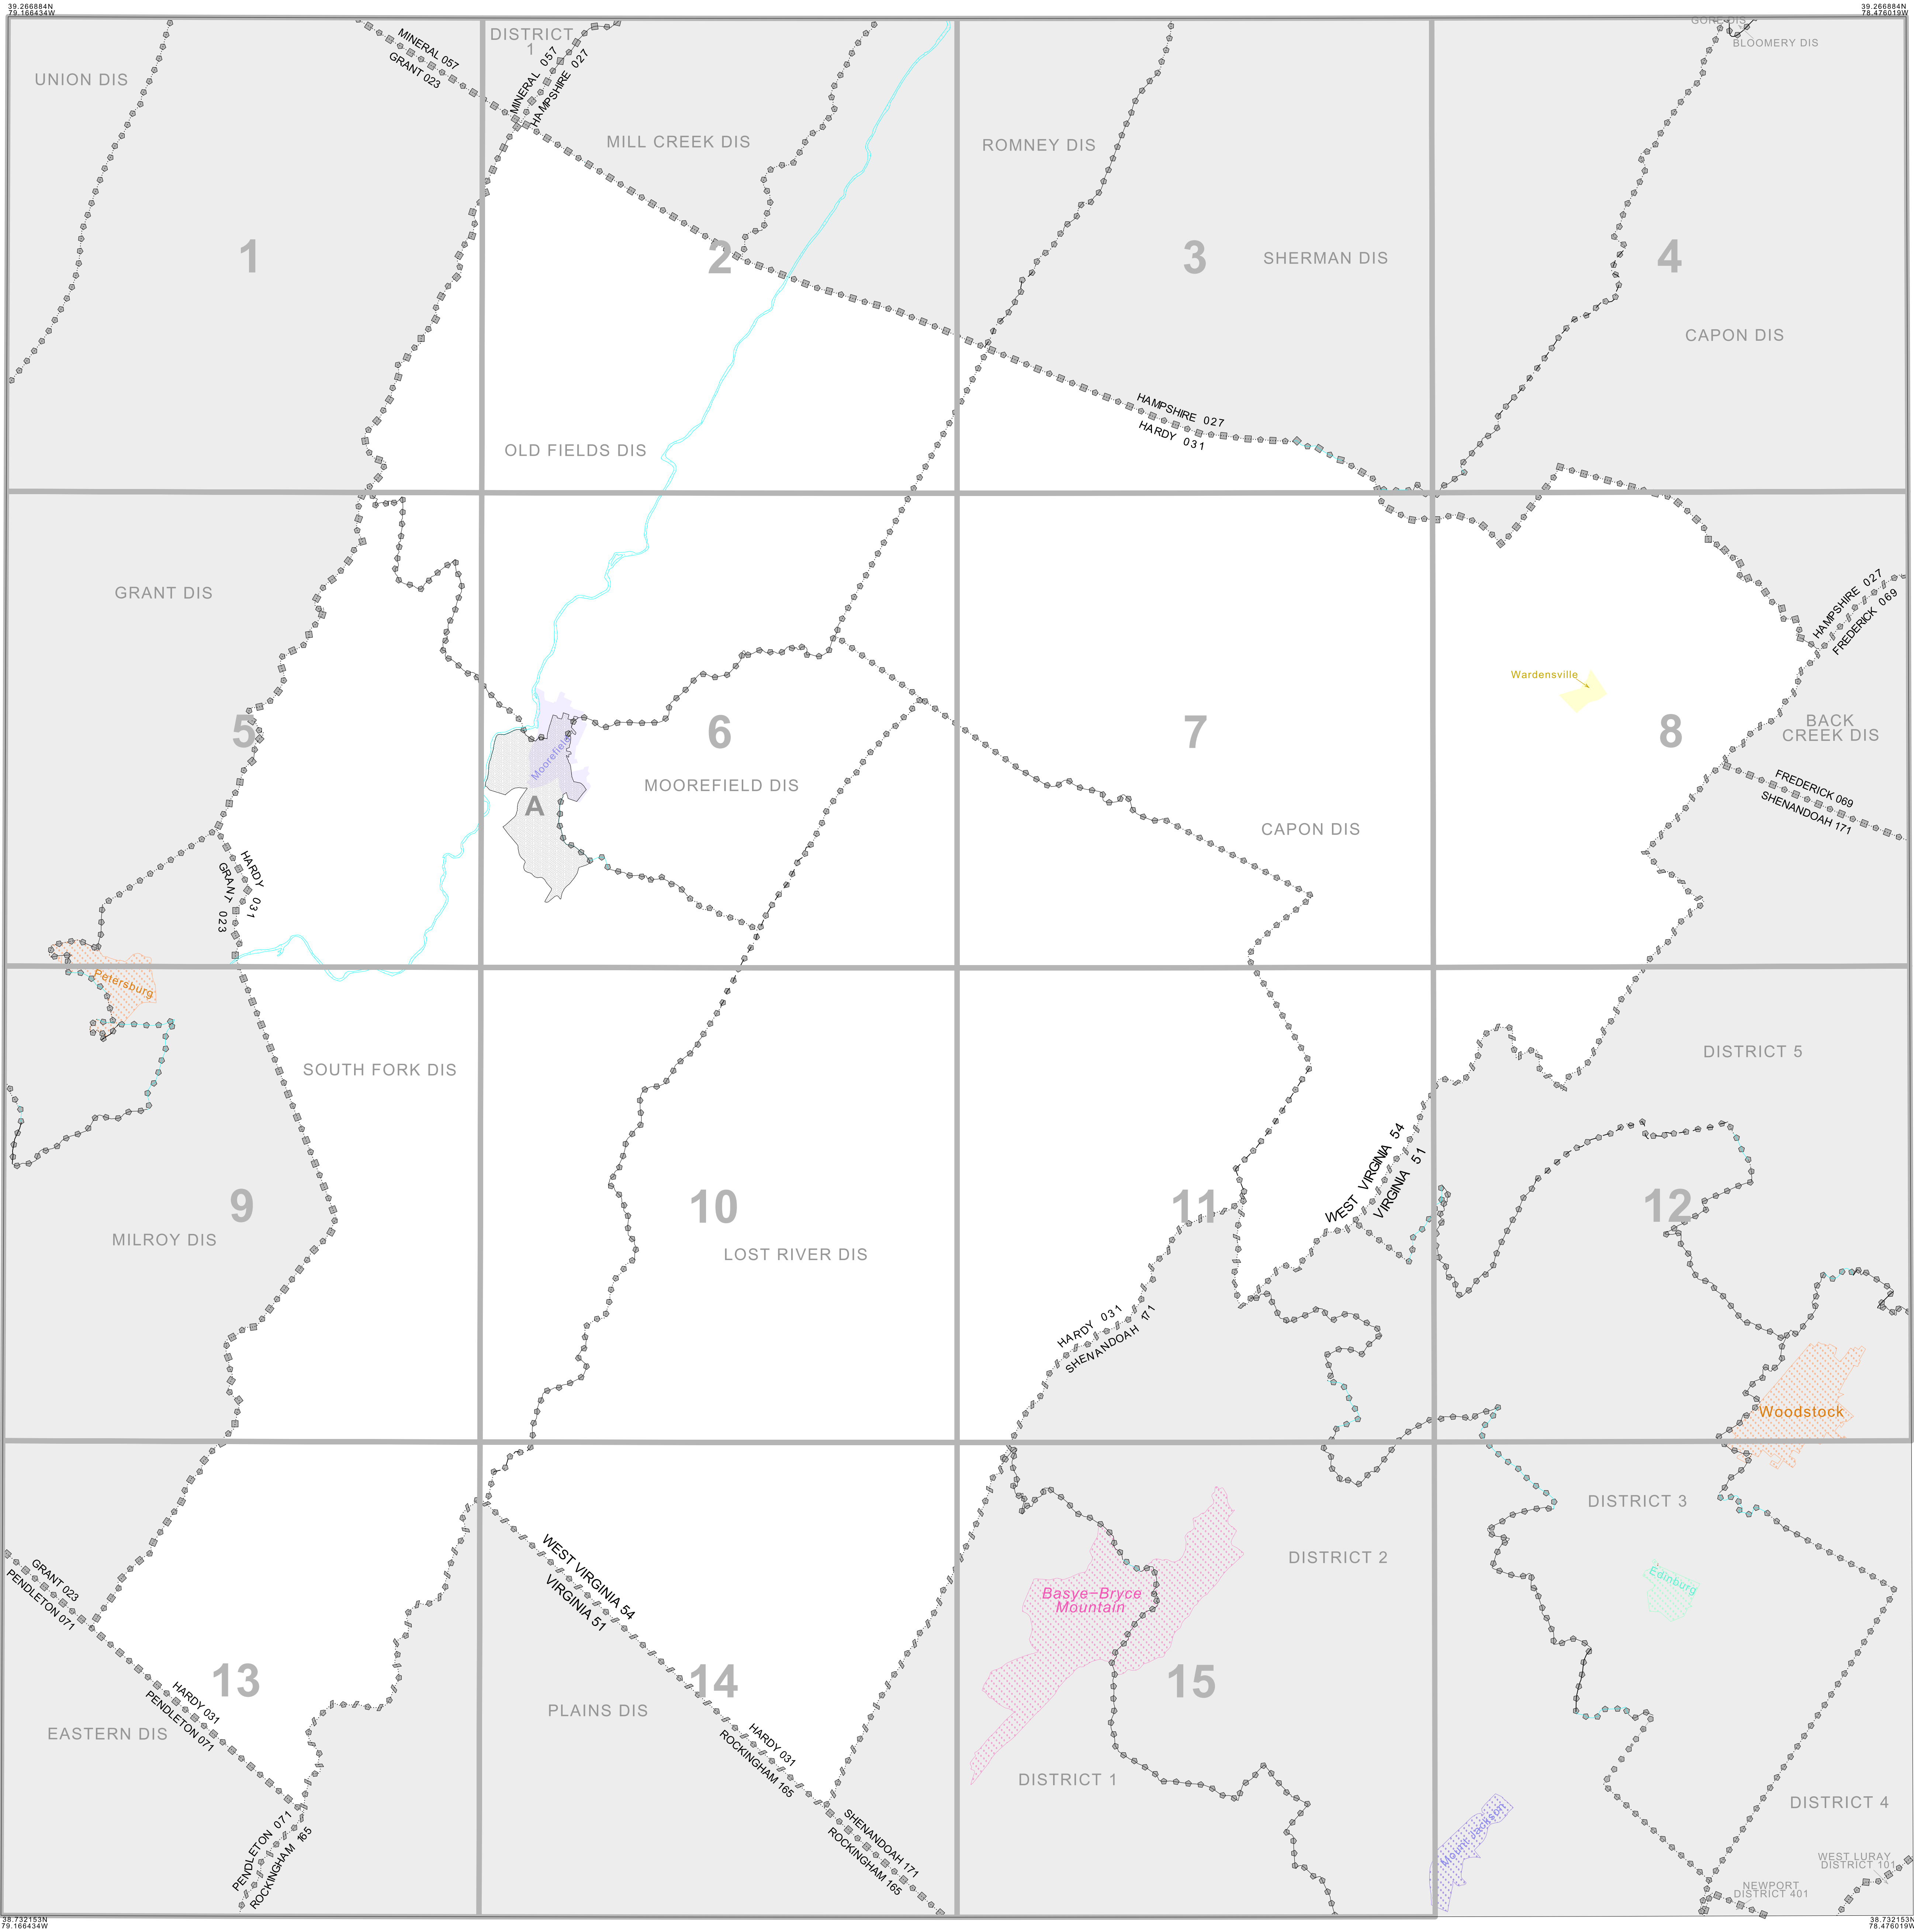 39.266884N
79.166434W
39.266884N
78.476019W
UNION DIS
MINERAL 057
GRANT 023
DISTRICT
1
MINERAL 057
HAMPSHIRE 027
MILL CREEK DIS
ROMNEY DIS
GORE DIS
BLOOMERY DIS
1
2
3
SHERMAN DIS
4
CAPON DIS
HAMPSHIRE 027
HARDY 031
OLD FIELDS DIS
GRANT DIS
HAMPSHIRE 027
FREDERICK 069
Wardensville
5
6
7
8
BACK
CREEK DIS
Moorefield
MOOREFIELD DIS
A
FREDERICK 069
SHENANDOAH 171
CAPON DIS
HARDY 031
GRANT 023
Petersburg
SOUTH FORK DIS
DISTRICT 5
WEST VIRGINIA 54
VIRGINIA 51
9
10
11
12
MILROY DIS
LOST RIVER DIS
HARDY 031
SHENANDOAH 171
Woodstock
DISTRICT 3
GRANT 023
PENDLETON 071
WEST VIRGINIA 54
VIRGINIA 51
DISTRICT 2
Basye-Bryce
Mountain
Edinburg
13
14
15
HARDY 031
PENDLETON 071
EASTERN DIS
PLAINS DIS
HARDY 031
ROCKINGHAM 165
DISTRICT 1
DISTRICT 4
PENDLETON 071
ROCKINGHAM 165
SHENANDOAH 171
ROCKINGHAM 165
Mount Jackson
WEST LURAY
DISTRICT 101
NEWPORT
DISTRICT 401
38.732153N
79.166434W
38.732153N
78.476019W